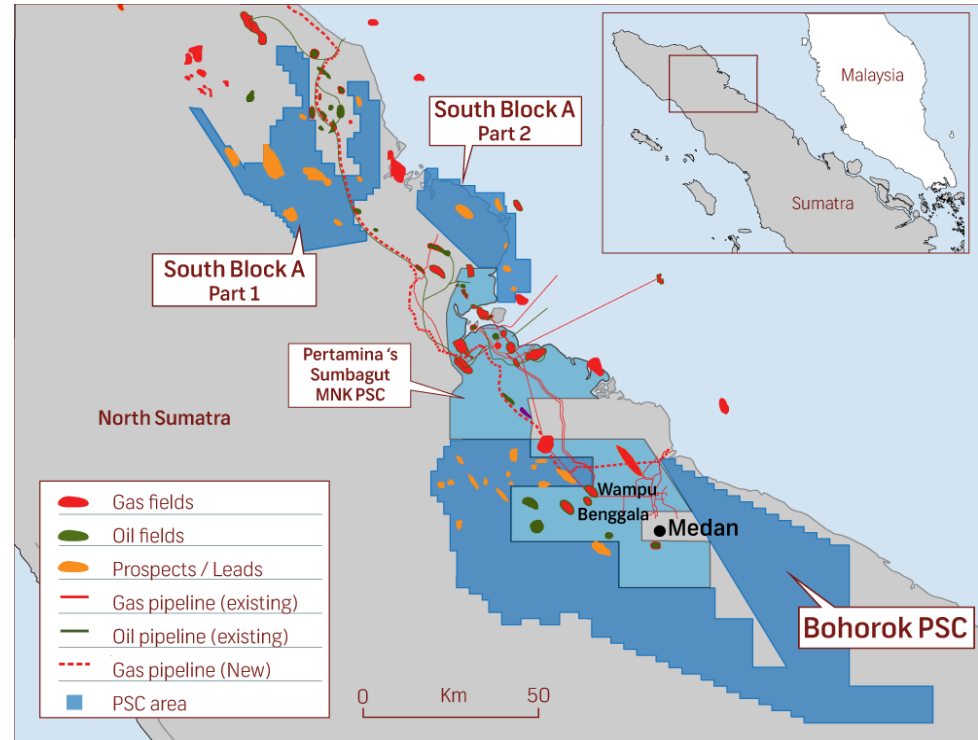 South Block A
Part 2
Malaysia
Sumatra
South Block A
Part 1
Pertamina 's
Sumbagut
MNK PSC
North Sumatra
Wampu
Benggala
Medan
Bohorok PSC
Gas fields
Oil fields
Prospects / Leads
Gas pipeline (existing)
Oil pipeline (existing)
Gas pipeline (New)
PSC area
0 Km 50